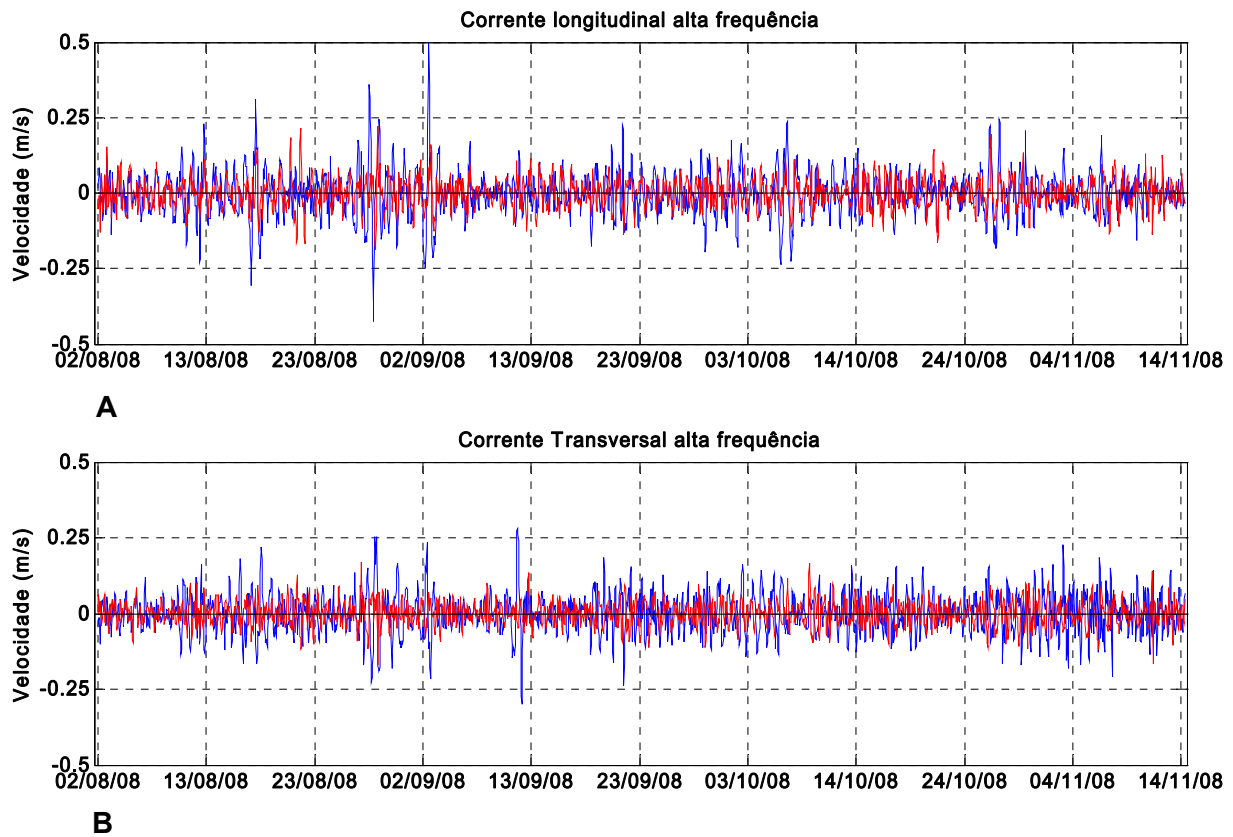 Corrente longitudinal alta frequência
Velocidade (m/s)
0.5
0.25
0
-0.25
-0.5
02/08/08 13/08/08 23/08/08 02/09/08 13/09/08 23/09/08 03/10/08 14/10/08 24/10/08 04/11/08 14/11/08
A
Corrente Transversal alta frequência
Velocidade (m/s)
0.5
0.25
0
-0.25
-0.5
02/08/08 13/08/08 23/08/08 02/09/08 13/09/08 23/09/08 03/10/08 14/10/08 24/10/08 04/11/08 14/11/08
B